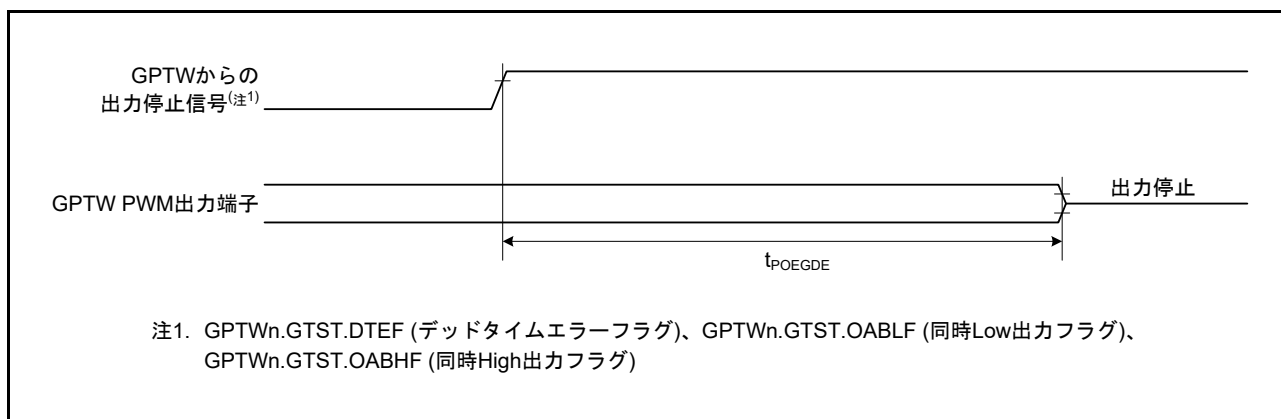 GPTWからの
出力停止信号(注1)
GPTW PWM出力端子
出力停止
tPOEGDE
注1. GPTWn.GTST.DTEF (デッドタイムエラーフラグ)、GPTWn.GTST.OABLF (同時Low出力フラグ)、
GPTWn.GTST.OABHF (同時High出力フラグ)